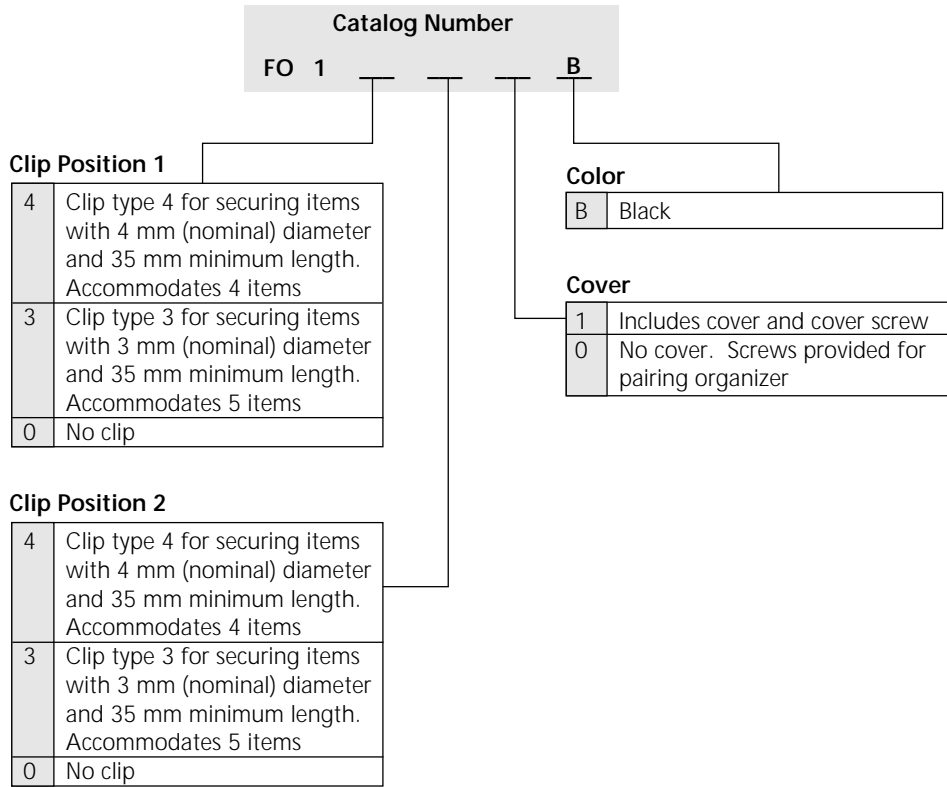 Catalog Number
FO 1 ___ ___ ___ B
Clip Position 1
4 Clip type 4 for securing items
with 4 mm (nominal) diameter
and 35 mm minimum length.
Accommodates 4 items
3 Clip type 3 for securing items
with 3 mm (nominal) diameter
and 35 mm minimum length.
Accommodates 5 items
0 No clip
Clip Position 2
4 Clip type 4 for securing items
with 4 mm (nominal) diameter
and 35 mm minimum length.
Accommodates 4 items
3 Clip type 3 for securing items
with 3 mm (nominal) diameter
and 35 mm minimum length.
Accommodates 5 items
0 No clip
Color
B Black
Cover
1 Includes cover and cover screw
0 No cover. Screws provided for
pairing organizer